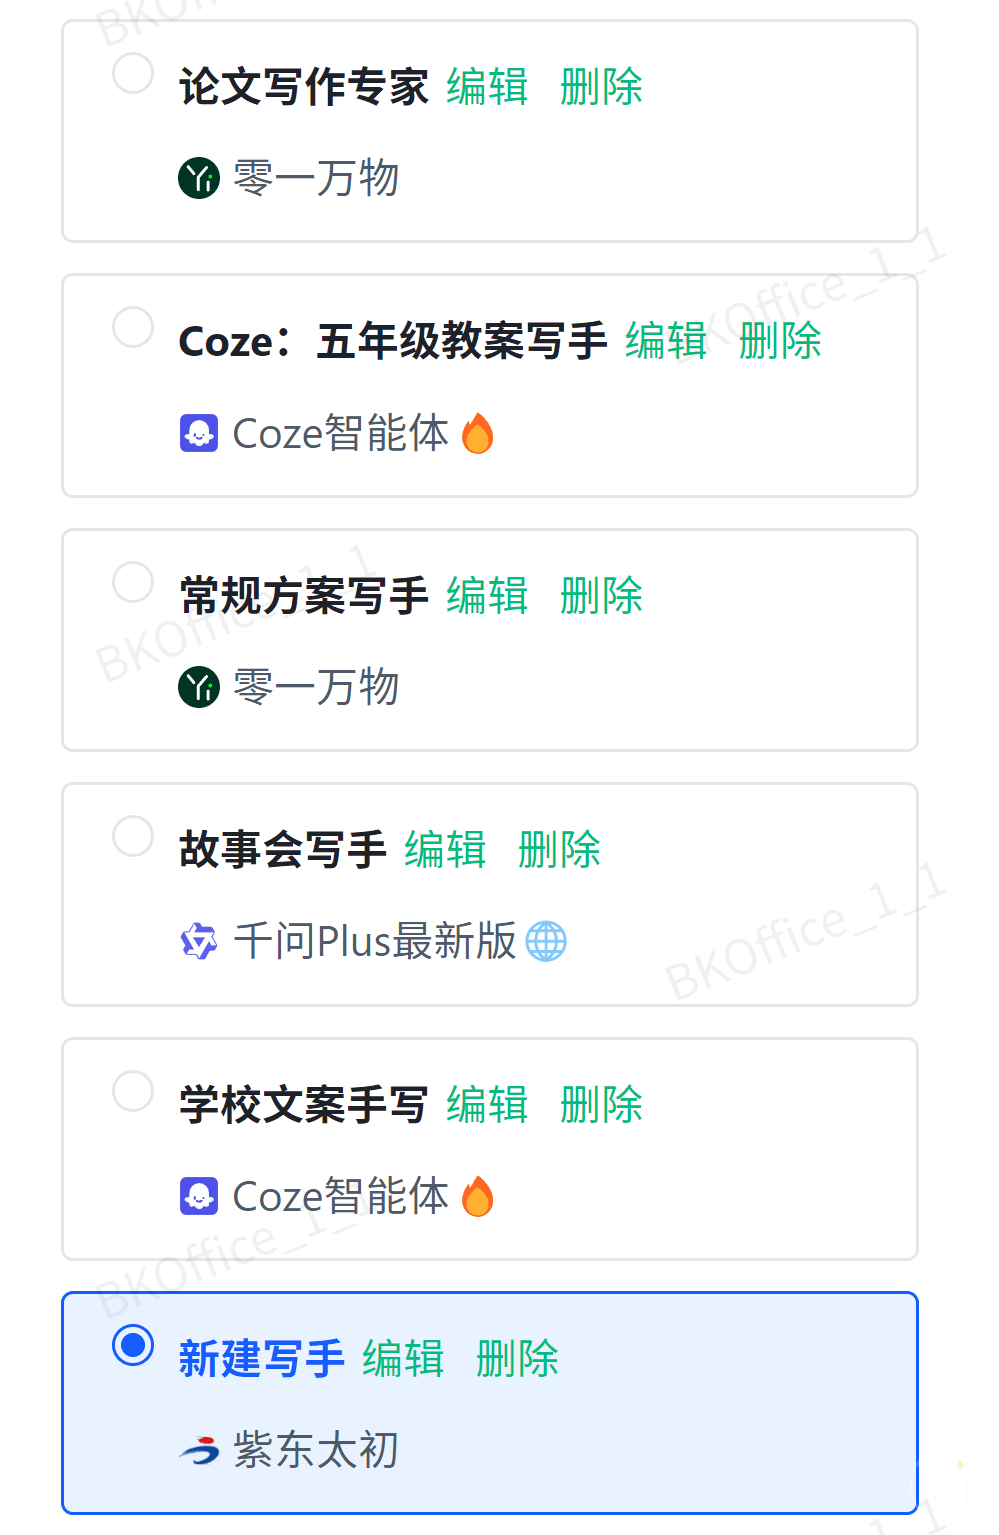 论文写作专家 编辑 删除
零一万物
BKOffice_1_1
Coze：五年级教案写手 编辑 删除
Coze智能体
BKOffice_1_1
常规方案写手 编辑 删除
零一万物
故事会写手 编辑 删除
BKOffice_1_1
千问Plus最新版
学校文案手写 编辑 删除
Coze智能体
BKOffice_1_1
新建写手 编辑 删除
紫东太初